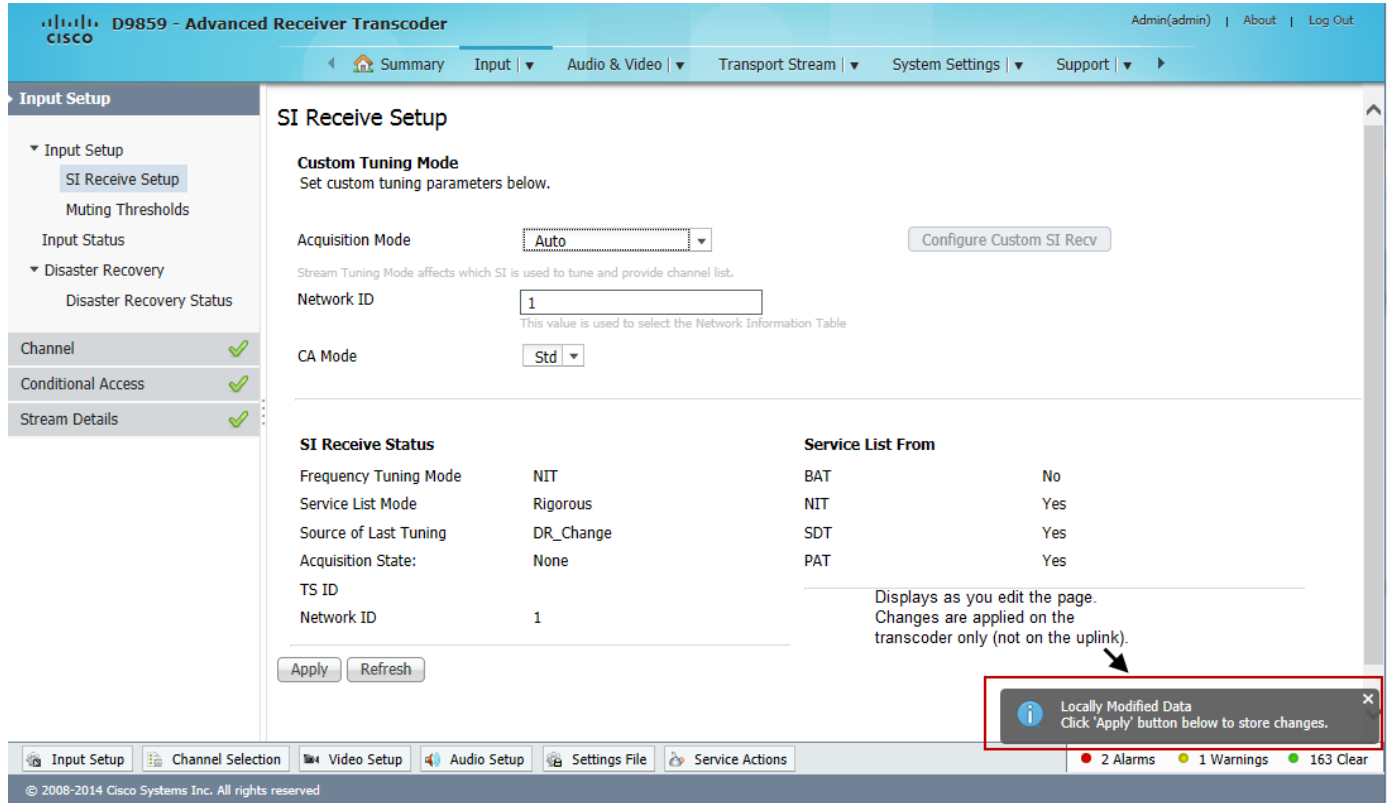 CISCO
D9859 - Advanced Receiver Transcoder
Admin(admin) | About | Log Out
Summary Input | Audio & Video | Transport Stream | System Settings | Support |
Input Setup
Input Setup
SI Receive Setup
Muting Thresholds
Input Status
Disaster Recovery
Disaster Recovery Status
Channel
Conditional Access
Stream Details
SI Receive Setup
Custom Tuning Mode
Set custom tuning parameters below.
Acquisition Mode Auto Configure Custom SI Recv
Stream Tuning Mode affects which SI is used to tune and provide channel list.
Network ID 1
This value is used to select the Network Information Table
CA Mode Std
SI Receive Status
Frequency Tuning Mode NIT
Service List Mode Rigorous
Source of Last Tuning DR_Change
Acquisition State: None
TS ID
Network ID 1
Service List From
BAT No
NIT Yes
SDT Yes
PAT Yes
Displays as you edit the page.
Changes are applied on the
transcoder only (not on the uplink).
Apply Refresh
Locally Modified Data
Click 'Apply' button below to store changes.
Input Setup Channel Selection Video Setup Audio Setup Settings File Service Actions
2 Alarms 1 Warnings 163 Clear
© 2008-2014 Cisco Systems Inc. All rights reserved